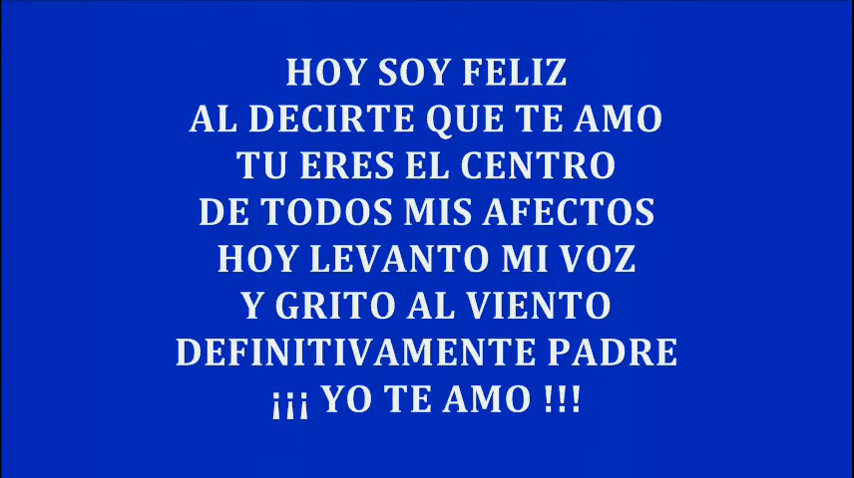 HOY SOY FELIZ
AL DECIRTE QUE TE AMO
TU ERES EL CENTRO
DE TODOS MIS AFECTOS
HOY LEVANTO MI VOZ
Y GRITO AL VIENTO
DEFINITIVAMENTE PADRE
¡¡¡ YO TE AMO !!!